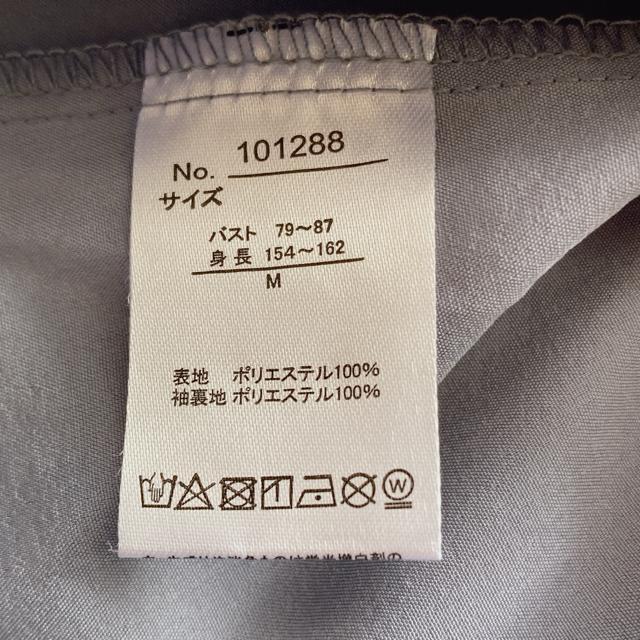 No. 101288
サイズ
バスト 79～87
身長 154～162
M
表地 ポリエステル100%
袖裏地 ポリエステル100%
W